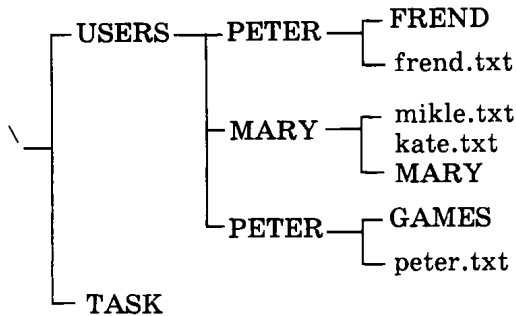 USERS PETER FREND
frend.txt
\ MARY mikle.txt
kate.txt
MARY
PETER GAMES
peter.txt
TASK